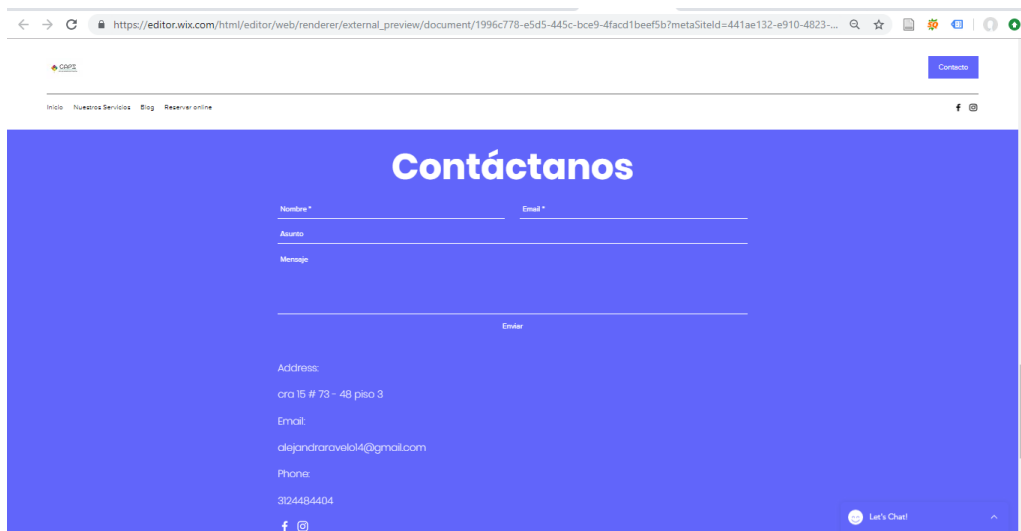 https://editor.wix.com/html/editor/web/renderer/external_preview/document/1996c778-e5d5-445c-bce9-4facd1beef5b?metaSiteId=441ae132-e910-4823-...
CAPI
Contacto
Inicio Nuestros Servicios Blog Reservar online
Contáctanos
Nombre * Email *
Asunto
Mensaje
Enviar
Address:
cra 15 # 73 - 48 piso 3
Email:
alejandraravelo14@gmail.com
Phone:
3124484404
Let's Chat!